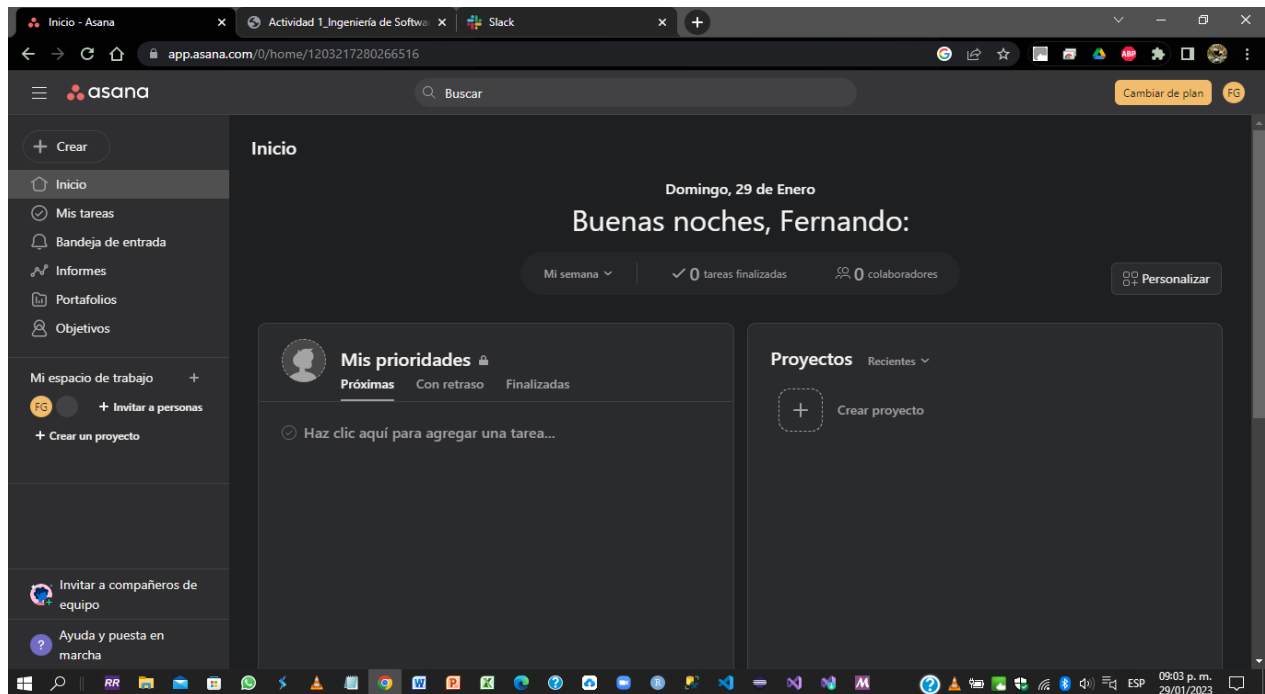 Inicio - Asana
Actividad 1_Ingeniería de Softwa
Slack
app.asana.com/0/home/1203217280266516
asana
Buscar
Cambiar de plan
FG
Crear
Inicio
Mis tareas
Bandeja de entrada
Informes
Portafolios
Objetivos
Mi espacio de trabajo
FG
+ Invitar a personas
+ Crear un proyecto
Invitar a compañeros de
equipo
Ayuda y puesta en
marcha
Inicio
Domingo, 29 de Enero
Buenas noches, Fernando:
Mi semana
0 tareas finalizadas
0 colaboradores
Personalizar
Mis prioridades
Próximas Con retraso Finalizadas
Haz clic aquí para agregar una tarea...
Proyectos Recientes
Crear proyecto
RR
ESP
09:03 p. m.
29/01/2023